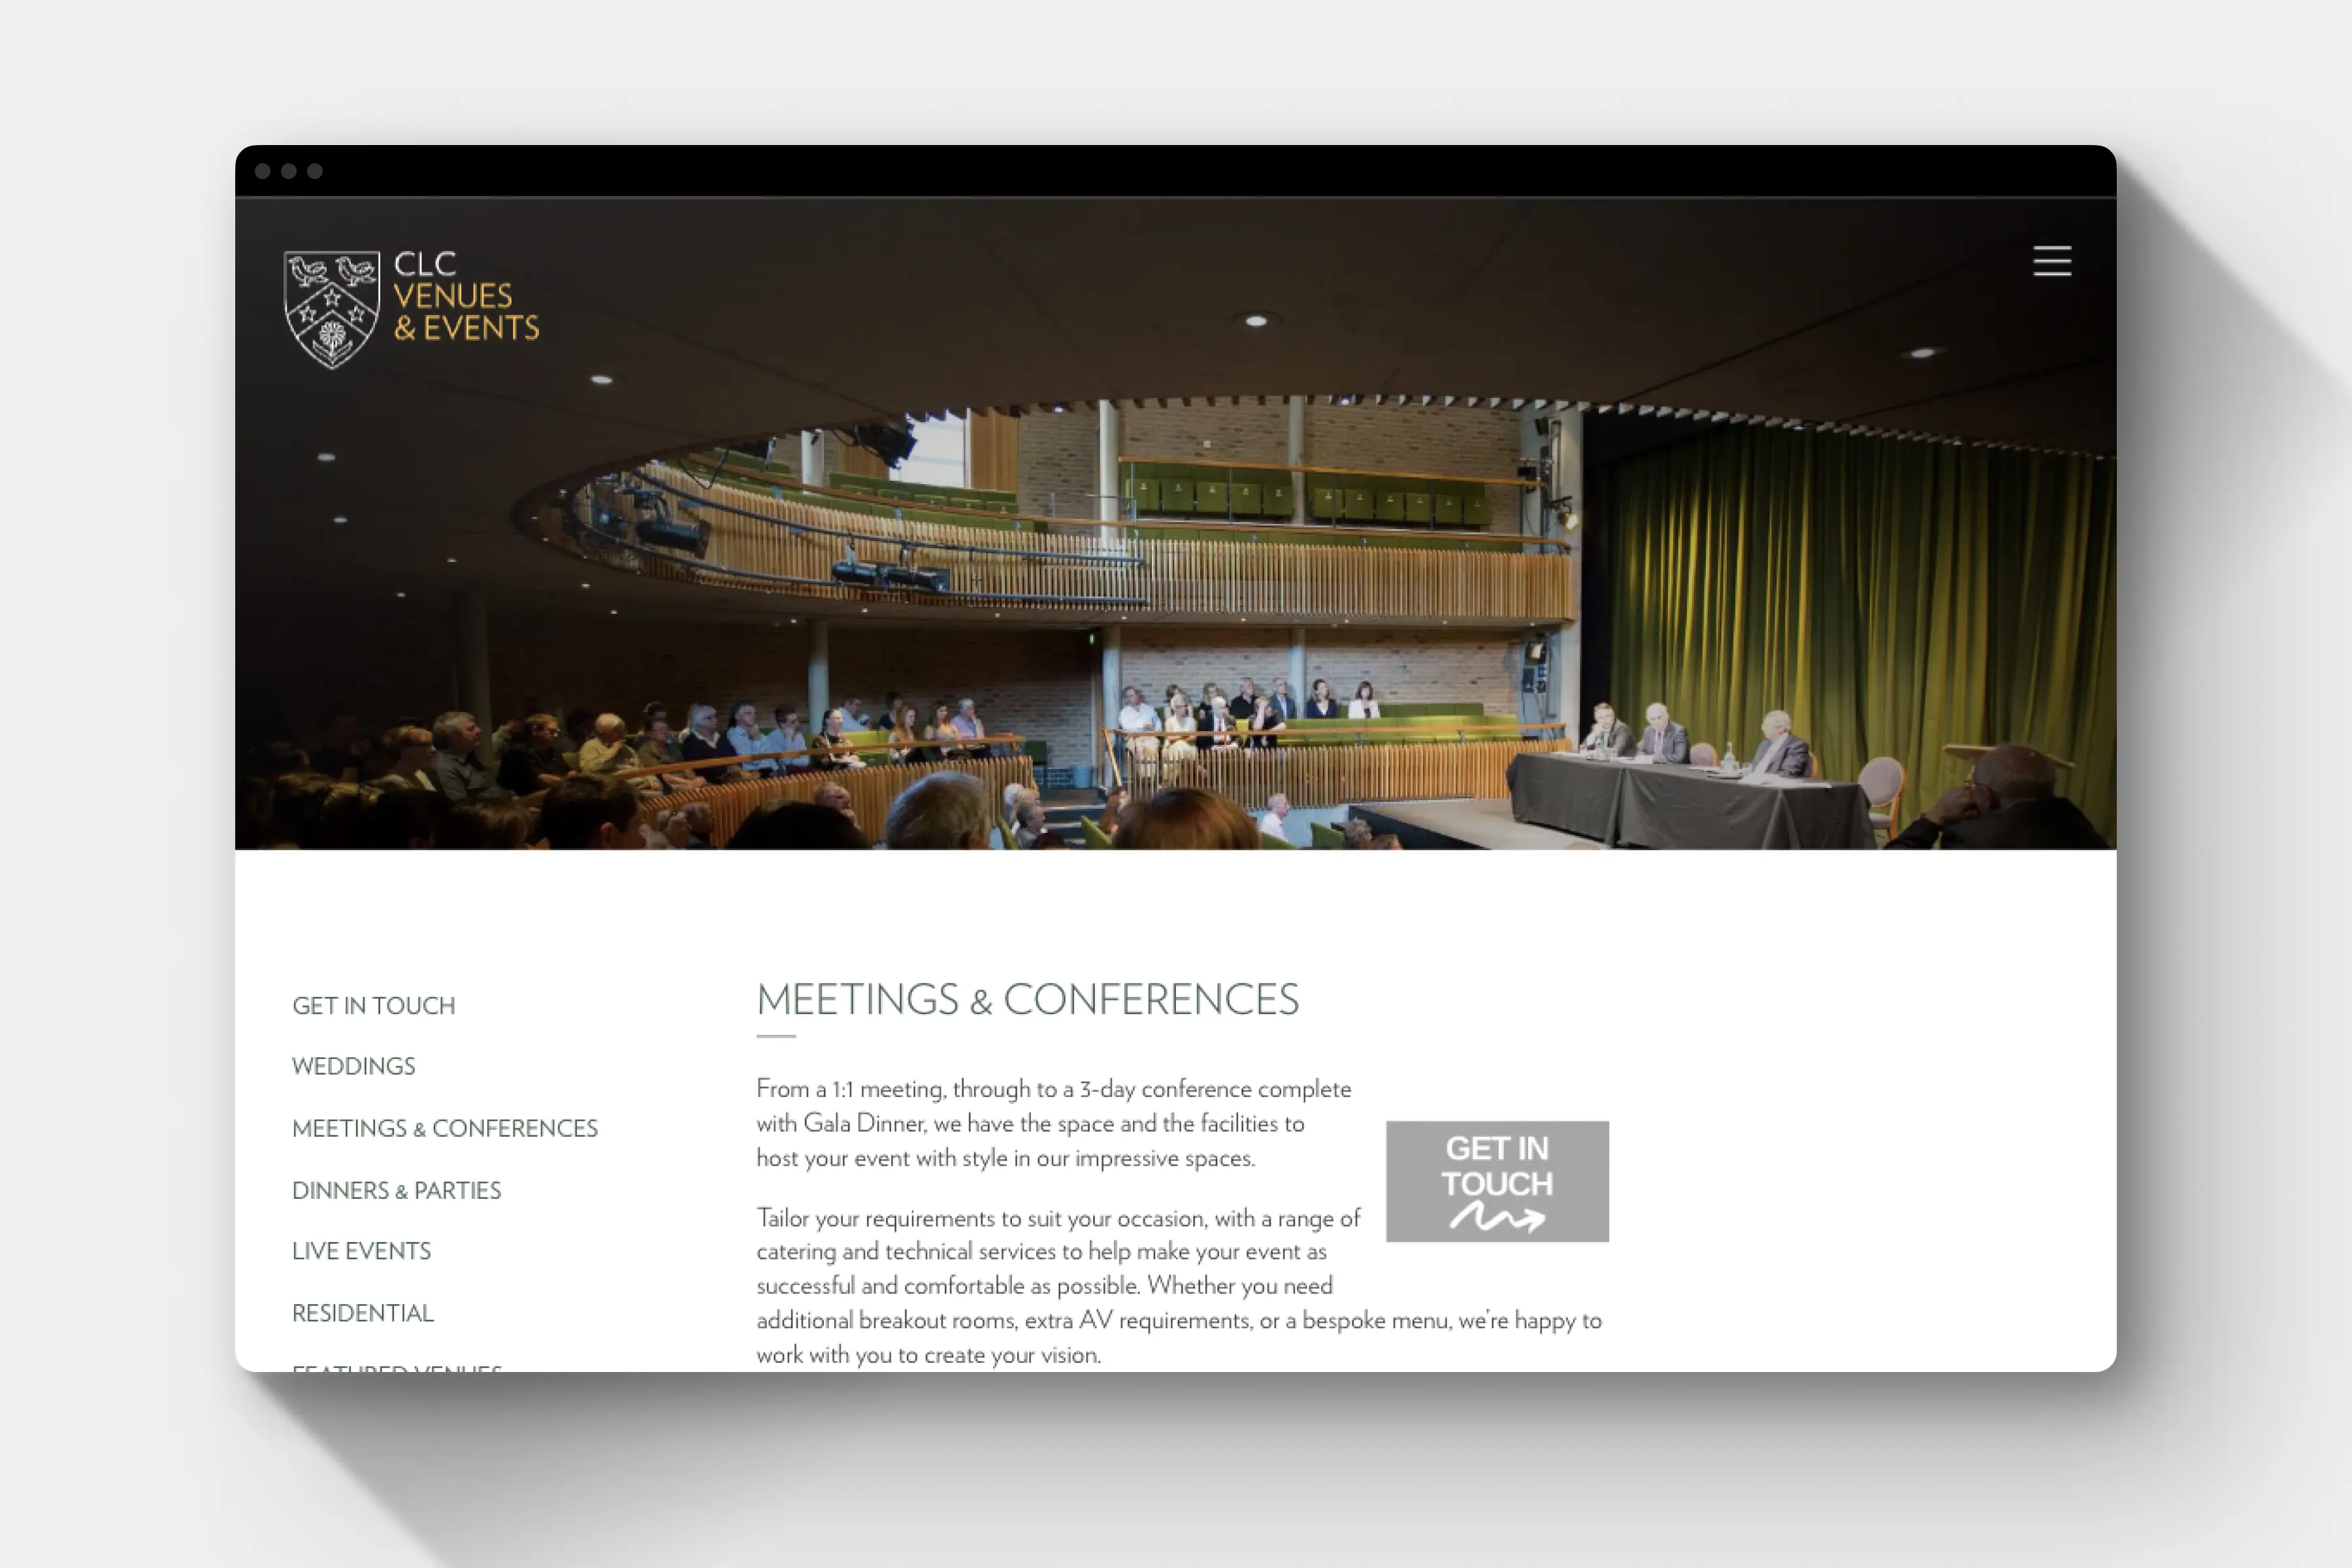 CLC
VENUES
& EVENTS
GET IN TOUCH
WEDDINGS
MEETINGS & CONFERENCES
DINNERS & PARTIES
LIVE EVENTS
RESIDENTIAL
FEATURED VENUES
MEETINGS & CONFERENCES
From a 1:1 meeting, through to a 3-day conference complete
with Gala Dinner, we have the space and the facilities to
host your event with style in our impressive spaces.
Tailor your requirements to suit your occasion, with a range of
catering and technical services to help make your event as
successful and comfortable as possible. Whether you need
additional breakout rooms, extra AV requirements, or a bespoke menu, we're happy to
work with you to create your vision.
GET IN
TOUCH